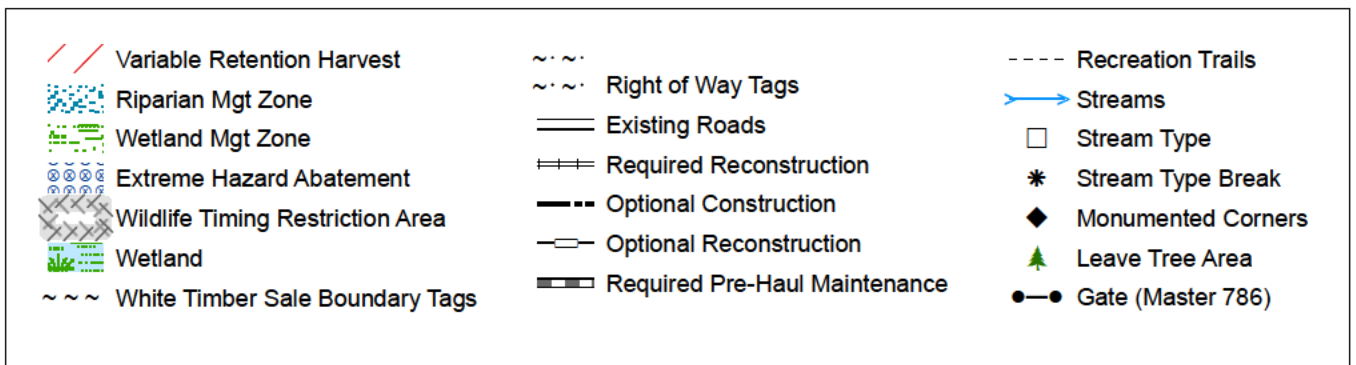 Variable Retention Harvest
Riparian Mgt Zone
Wetland Mgt Zone
Extreme Hazard Abatement
Wildlife Timing Restriction Area
Wetland
White Timber Sale Boundary Tags
Right of Way Tags
Existing Roads
Required Reconstruction
Optional Construction
Optional Reconstruction
Required Pre-Haul Maintenance
Recreation Trails
Streams
Stream Type
Stream Type Break
Monumented Corners
Leave Tree Area
Gate (Master 786)